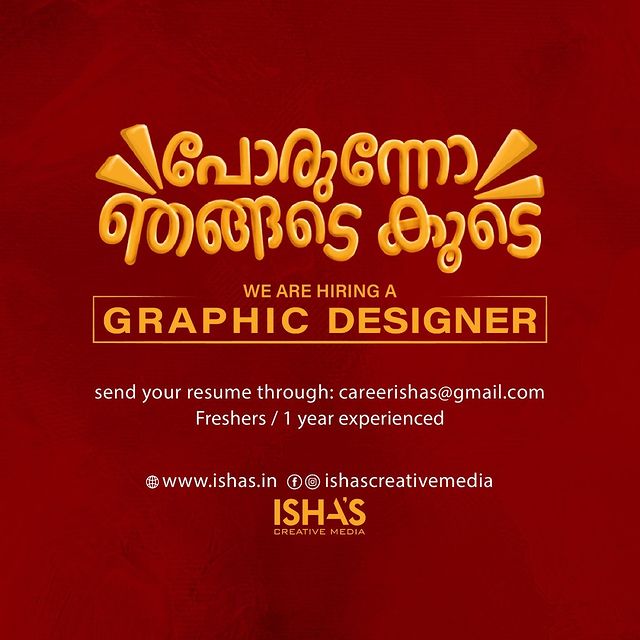 പോരുന്നോ
ഞങ്ങടെ കൂടെ
WE ARE HIRING A
GRAPHIC DESIGNER
send your resume through: careerishas@gmail.com
Freshers / 1 year experienced
www.ishas.in ishascreativemedia
ISHA'S
CREATIVE MEDIA